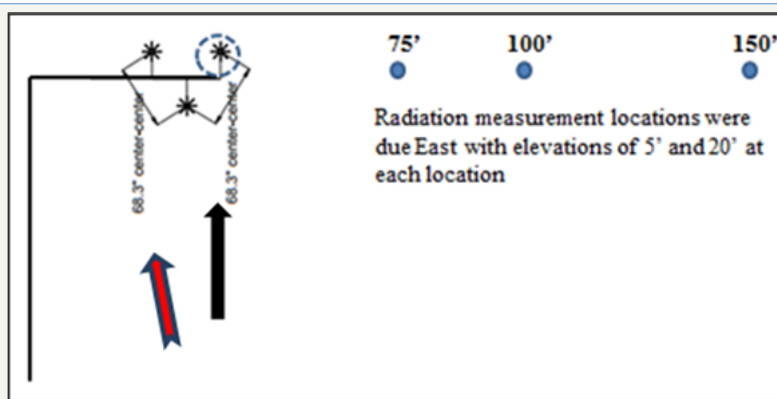 75’
100’
150’
Radiation measurement locations were
due East with elevations of 5’ and 20’ at
each location
68.3" center-center
68.3" center-center